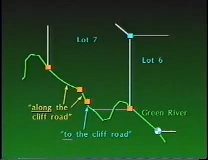 Lot 7
Lot 6
"along the
cliff road"
Green River
"to the cliff road"